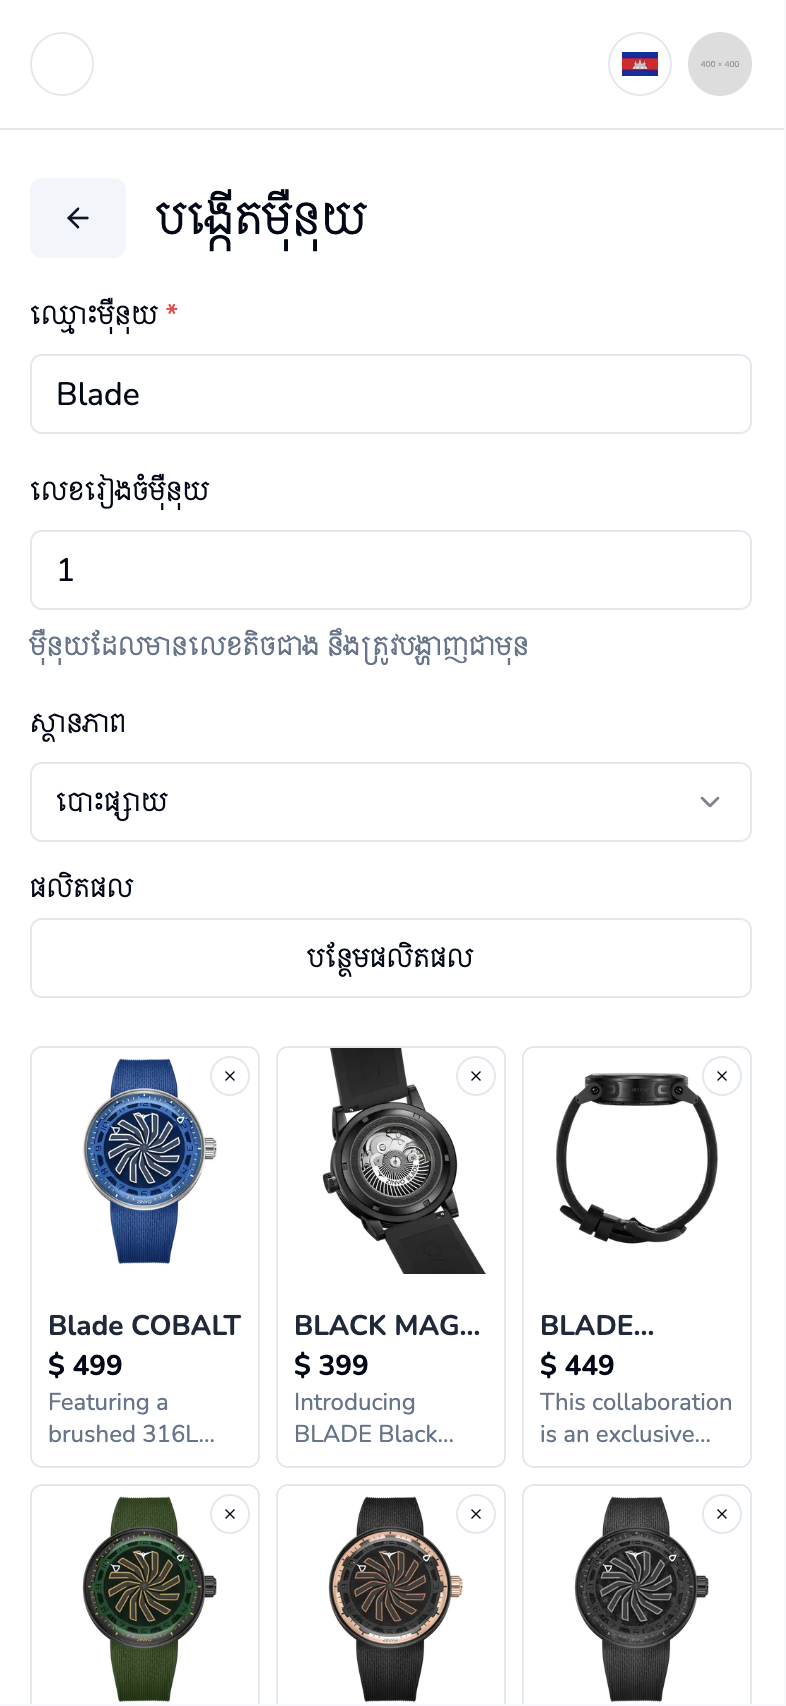 400 × 400
បង្កើតម៉ឺនុយ
ឈ្មោះម៉ឺនុយ *
Blade
លេខរៀងចំម៉ឺនុយ
1
ម៉ឺនុយដែលមានលេខតិចជាង នឹងត្រូវបង្ហាញជាមុន
ស្ថានភាព
បោះផ្សាយ
ផលិតផល
បន្ថែមផលិតផល
Blade COBALT
$ 499
Featuring a
brushed 316L...
BLACK MAG...
$ 399
Introducing
BLADE Black...
BLADE...
$ 449
This collaboration
is an exclusive...